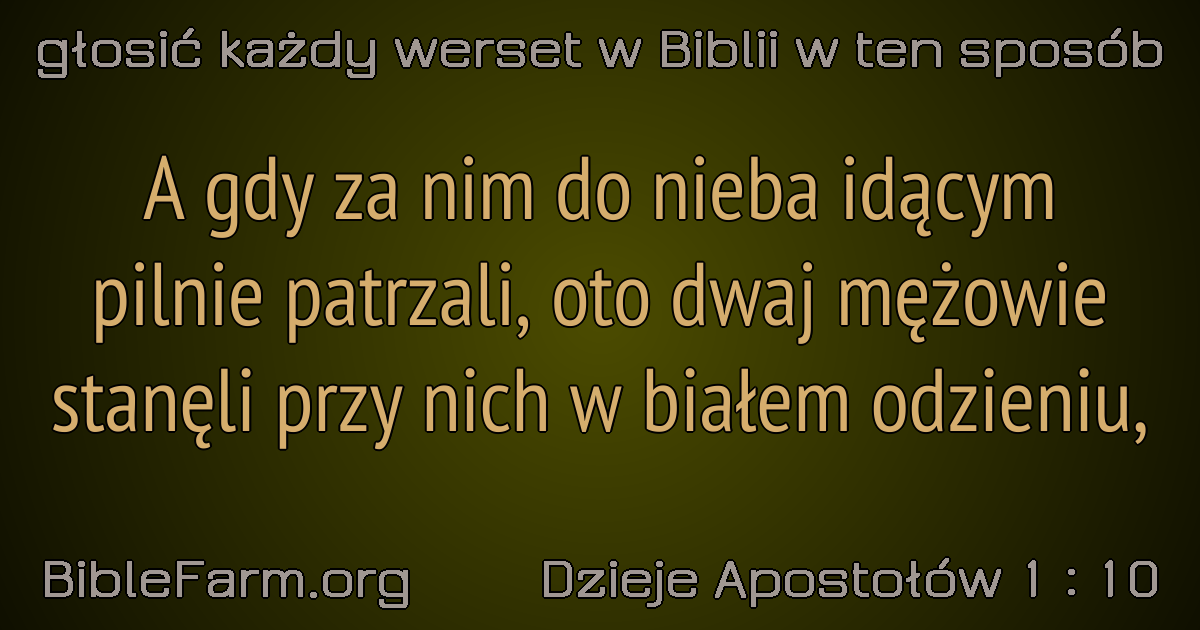 głosić każdy werset w Biblii w ten sposób
A gdy za nim do nieba idącym
pilnie patrzali, oto dwaj mężowie
stanęli przy nich w białem odzieniu,
BibleFarm.org Dzieje Apostołów 1 : 10